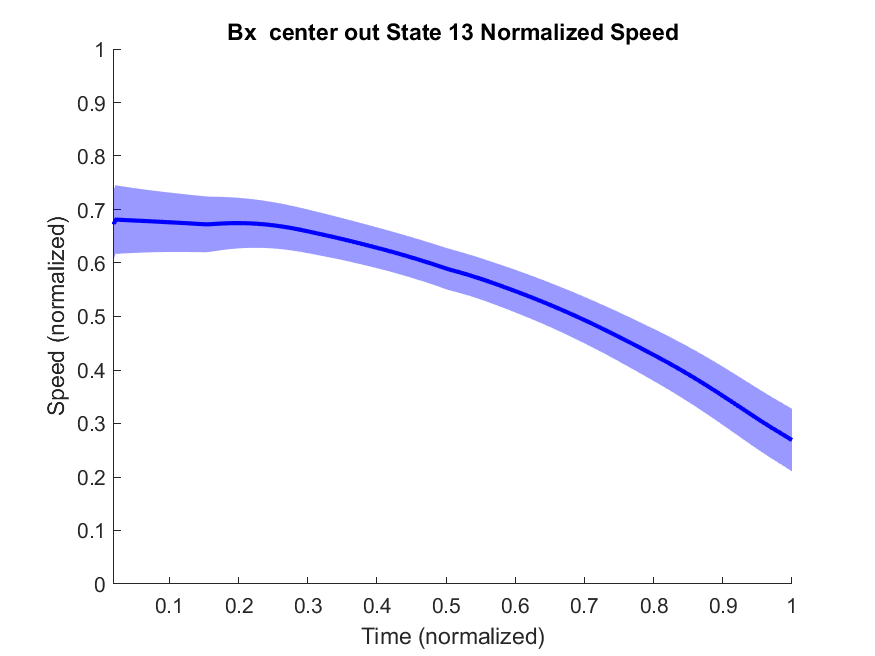 Bx  center out State 13 Normalized Speed
1
0.9
0.8
0.7
0.6
0.5
0.4
0.3
0.2
0.1
0
Speed (normalized)
0.1 0.2 0.3 0.4 0.5 0.6 0.7 0.8 0.9 1
Time (normalized)